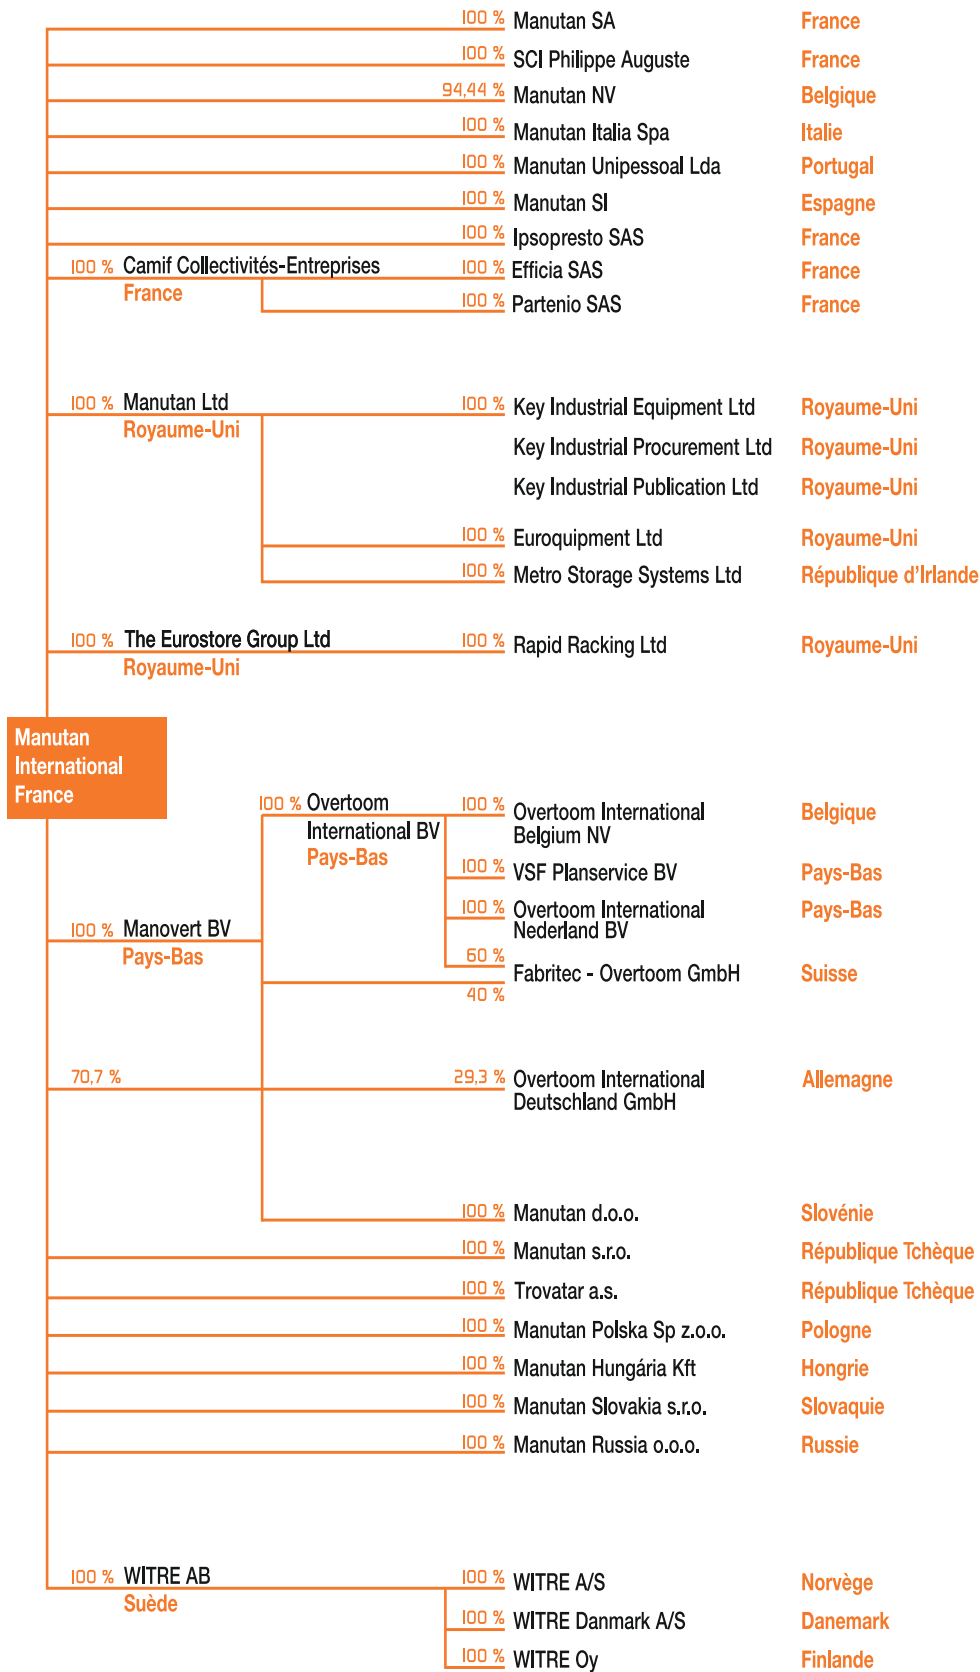 100 % Manutan SA France
100 % SCI Philippe Auguste France
94,44 % Manutan NV Belgique
100 % Manutan Italia Spa Italie
100 % Manutan Unipessoal Lda Portugal
100 % Manutan Sl Espagne
100 % Ipsopresto SAS France
100 % Camif Collectivités-Entreprises 100 % Efficia SAS France
France
100 % Partenio SAS France
100 % Manutan Ltd 100 % Key Industrial Equipment Ltd Royaume-Uni
Royaume-Uni
Key Industrial Procurement Ltd Royaume-Uni
Key Industrial Publication Ltd Royaume-Uni
100 % Euroquipment Ltd Royaume-Uni
100 % Metro Storage Systems Ltd République d'Irlande
100 % The Eurostore Group Ltd 100 % Rapid Racking Ltd Royaume-Uni
Royaume-Uni
Manutan
International
France
100 % Overtoom 100 % Overtoom International Belgique
International BV Belgium NV
Pays-Bas
100 % VSF Planservice BV Pays-Bas
100 % Overtoom International Pays-Bas
Nederland BV
100 % Manovert BV
Pays-Bas
60 %
Fabritec - Overtoom GmbH Suisse
40 %
70,7 % 29,3 % Overtoom International Allemagne
Deutschland GmbH
100 % Manutan d.o.o. Slovénie
100 % Manutan s.r.o. République Tchèque
100 % Trovatar a.s. République Tchèque
100 % Manutan Polska Sp z.o.o. Pologne
100 % Manutan Hungária Kft Hongrie
100 % Manutan Slovakia s.r.o. Slovaquie
100 % Manutan Russia o.o.o. Russie
100 % WITRE AB 100 % WITRE A/S Norvège
Suède
100 % WITRE Danmark A/S Danemark
100 % WITRE Oy Finlande